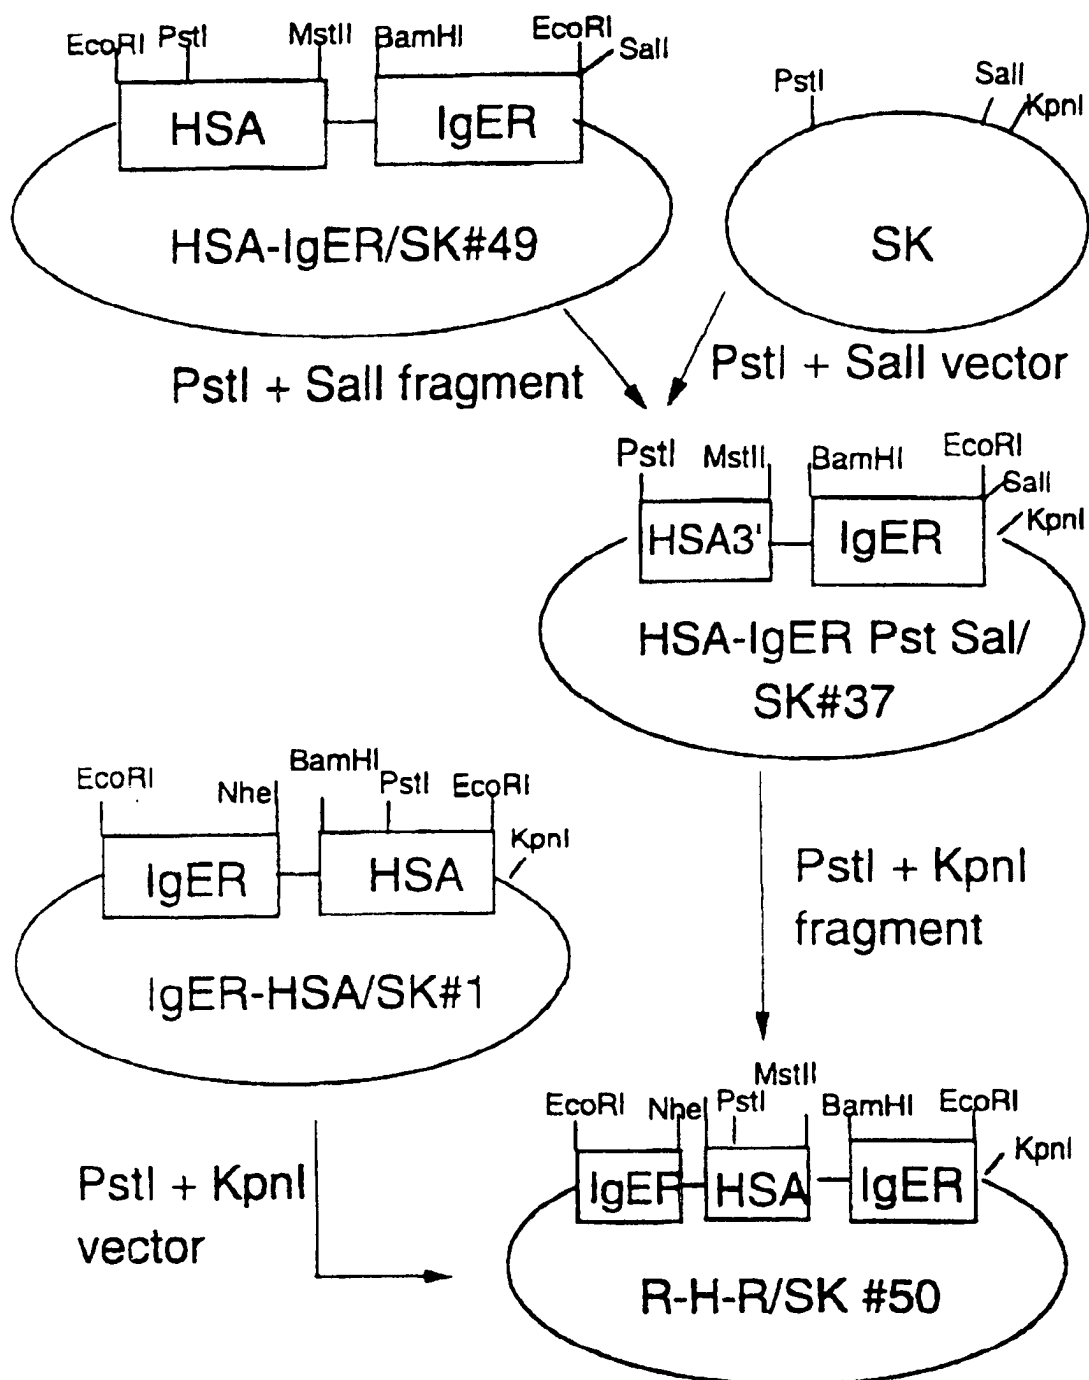 EcoRI PstI MstII BamHI EcoRI SalI
HSA IgER
HSA-IgER/SK#49
PstI SalI KpnI
SK
PstI + SalI fragment
PstI + SalI vector
PstI MstII BamHI EcoRI SalI KpnI
HSA3' IgER
HSA-IgER Pst Sal/
SK#37
EcoRI NheI BamHI PstI EcoRI KpnI
IgER HSA
IgER-HSA/SK#1
PstI + KpnI
fragment
PstI + KpnI
vector
EcoRI NheI PstI MstII BamHI EcoRI KpnI
IgER HSA IgER
R-H-R/SK #50